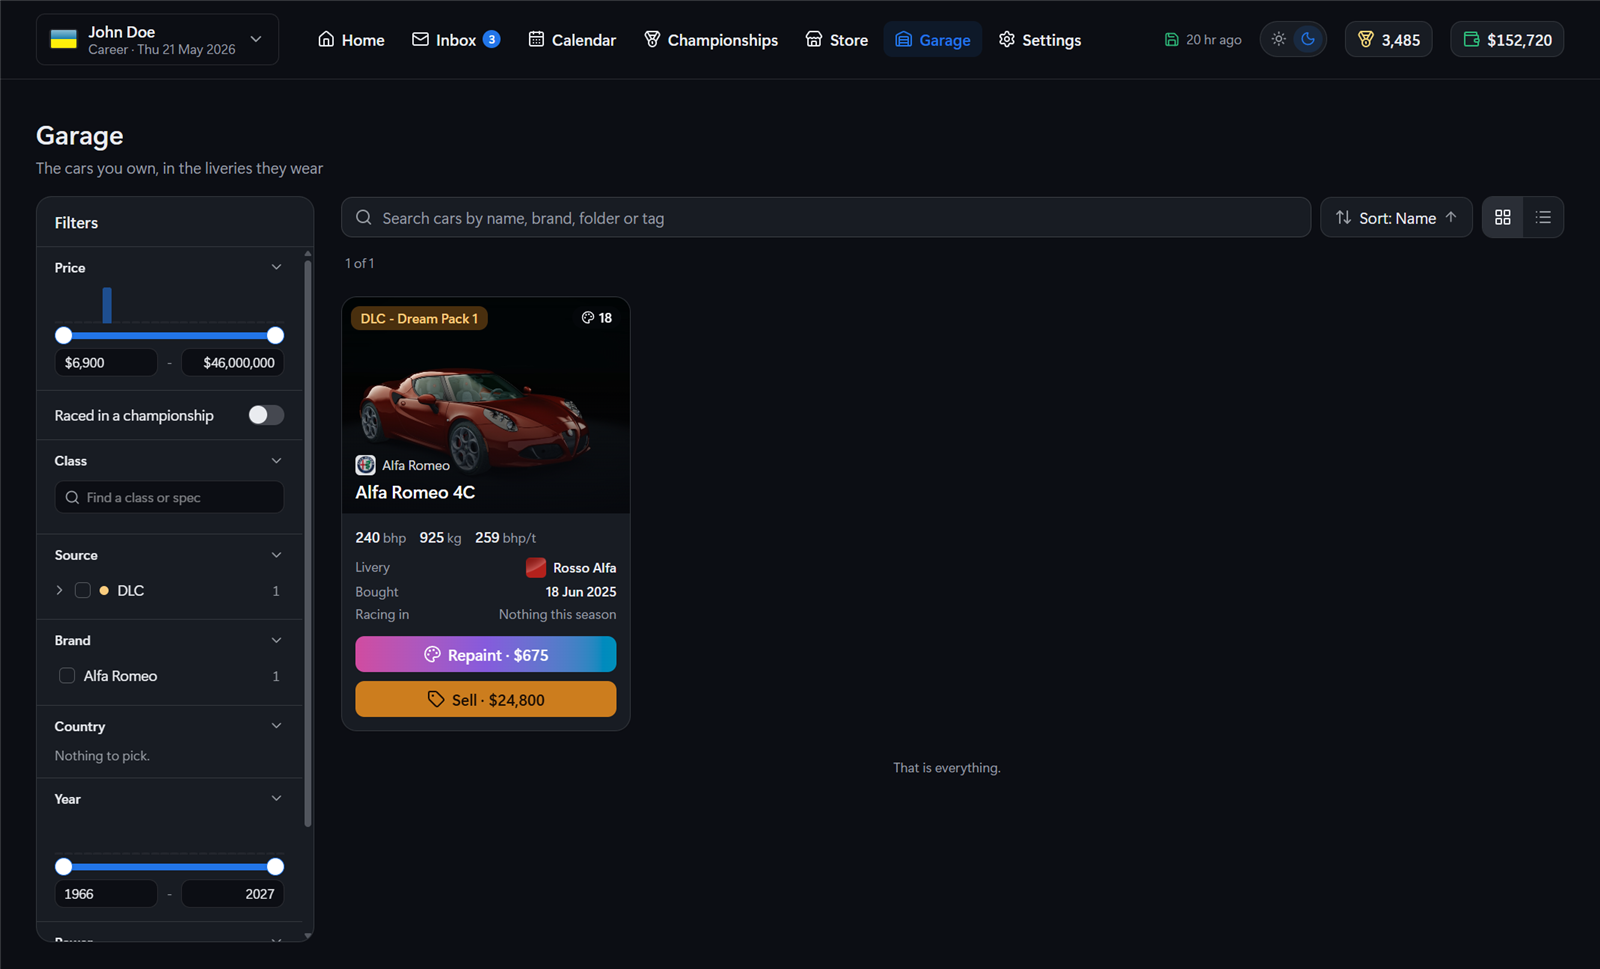 John Doe
Career · Thu 21 May 2026
Home
Inbox 3
Calendar
Championships
Store
Garage
Settings
20 hr ago
3,485
$152,720
Garage
The cars you own, in the liveries they wear
Filters
Price
$6,900 - $46,000,000
Raced in a championship
Class
Find a class or spec
Source
DLC 1
Brand
Alfa Romeo 1
Country
Nothing to pick.
Year
1966 - 2027
Search cars by name, brand, folder or tag
Sort: Name
1 of 1
DLC - Dream Pack 1
18
Alfa Romeo
Alfa Romeo 4C
240 bhp 925 kg 259 bhp/t
Livery Rosso Alfa
Bought 18 Jun 2025
Racing in Nothing this season
Repaint · $675
Sell · $24,800
That is everything.